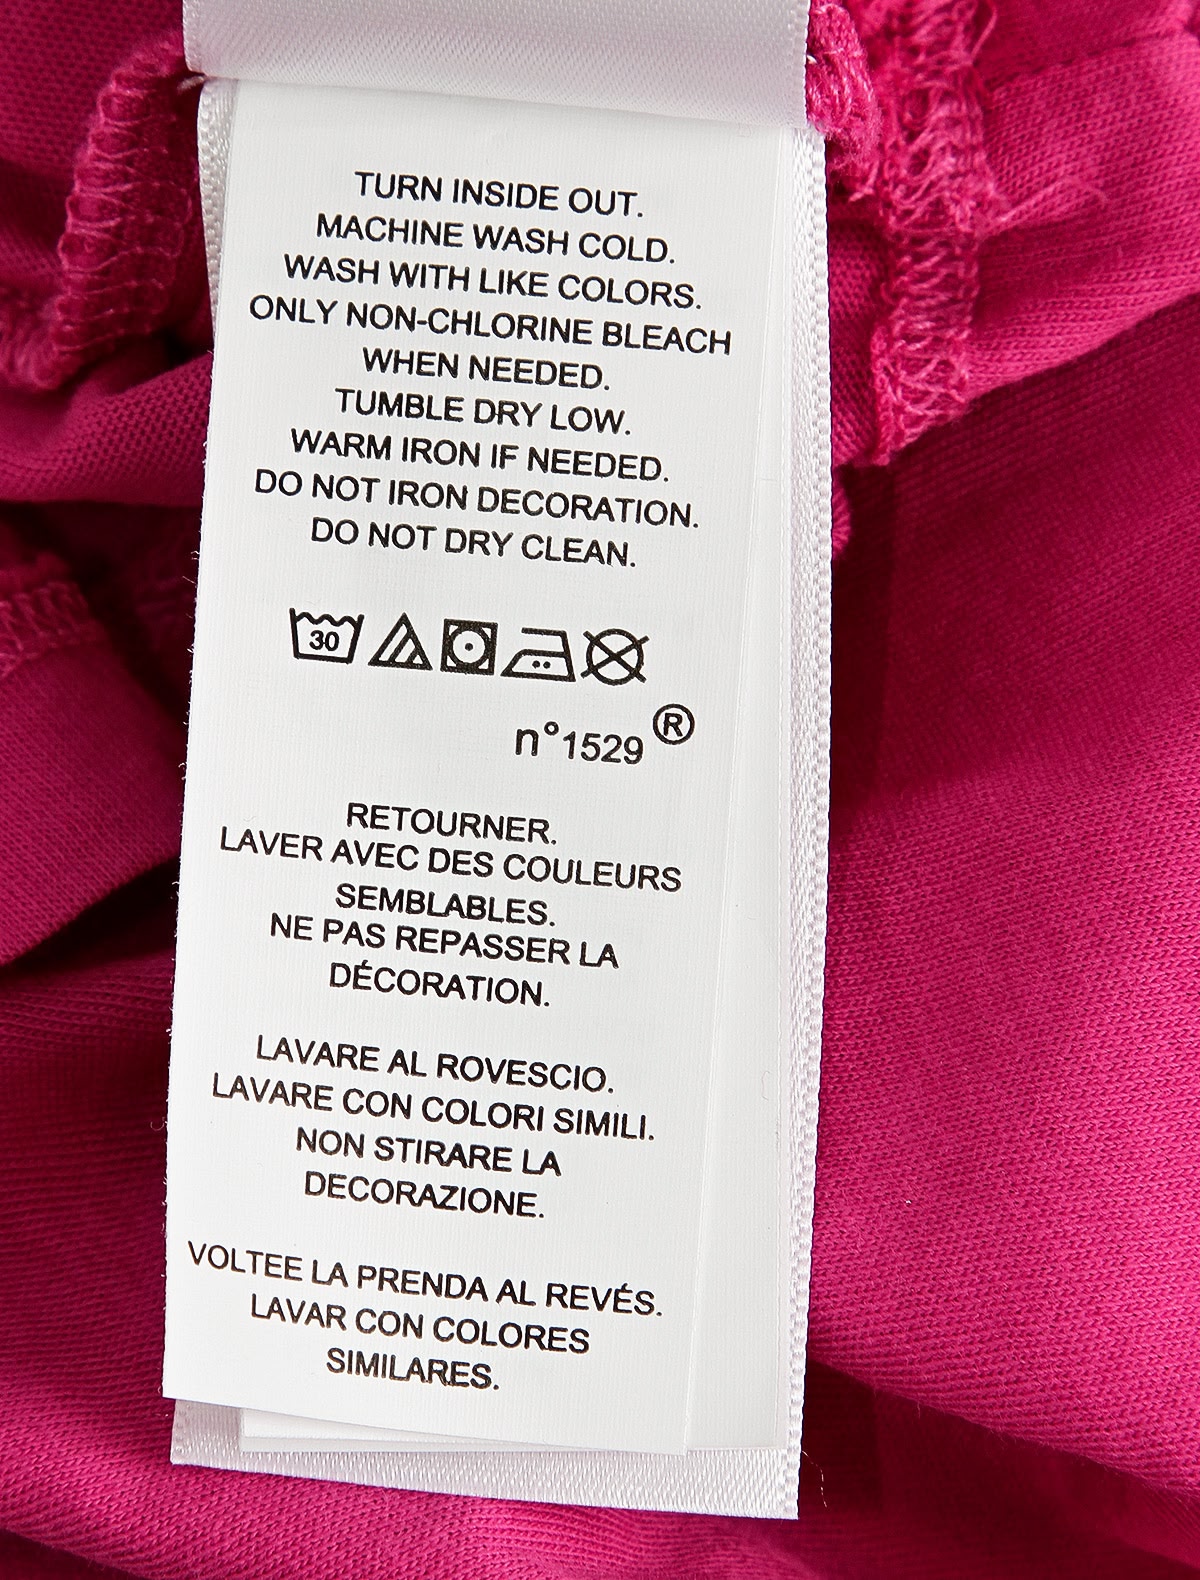 TURN INSIDE OUT.
MACHINE WASH COLD.
WASH WITH LIKE COLORS.
ONLY NON-CHLORINE BLEACH
WHEN NEEDED.
TUMBLE DRY LOW.
WARM IRON IF NEEDED.
DO NOT IRON DECORATION.
DO NOT DRY CLEAN.
30
n°1529 ®
RETOURNER.
LAVER AVEC DES COULEURS
SEMBLABLES.
NE PAS REPASSER LA
DÉCORATION.
LAVARE AL ROVESCIO.
LAVARE CON COLORI SIMILI.
NON STIRARE LA
DECORAZIONE.
VOLTEE LA PRENDA AL REVÉS.
LAVAR CON COLORES
SIMILARES.